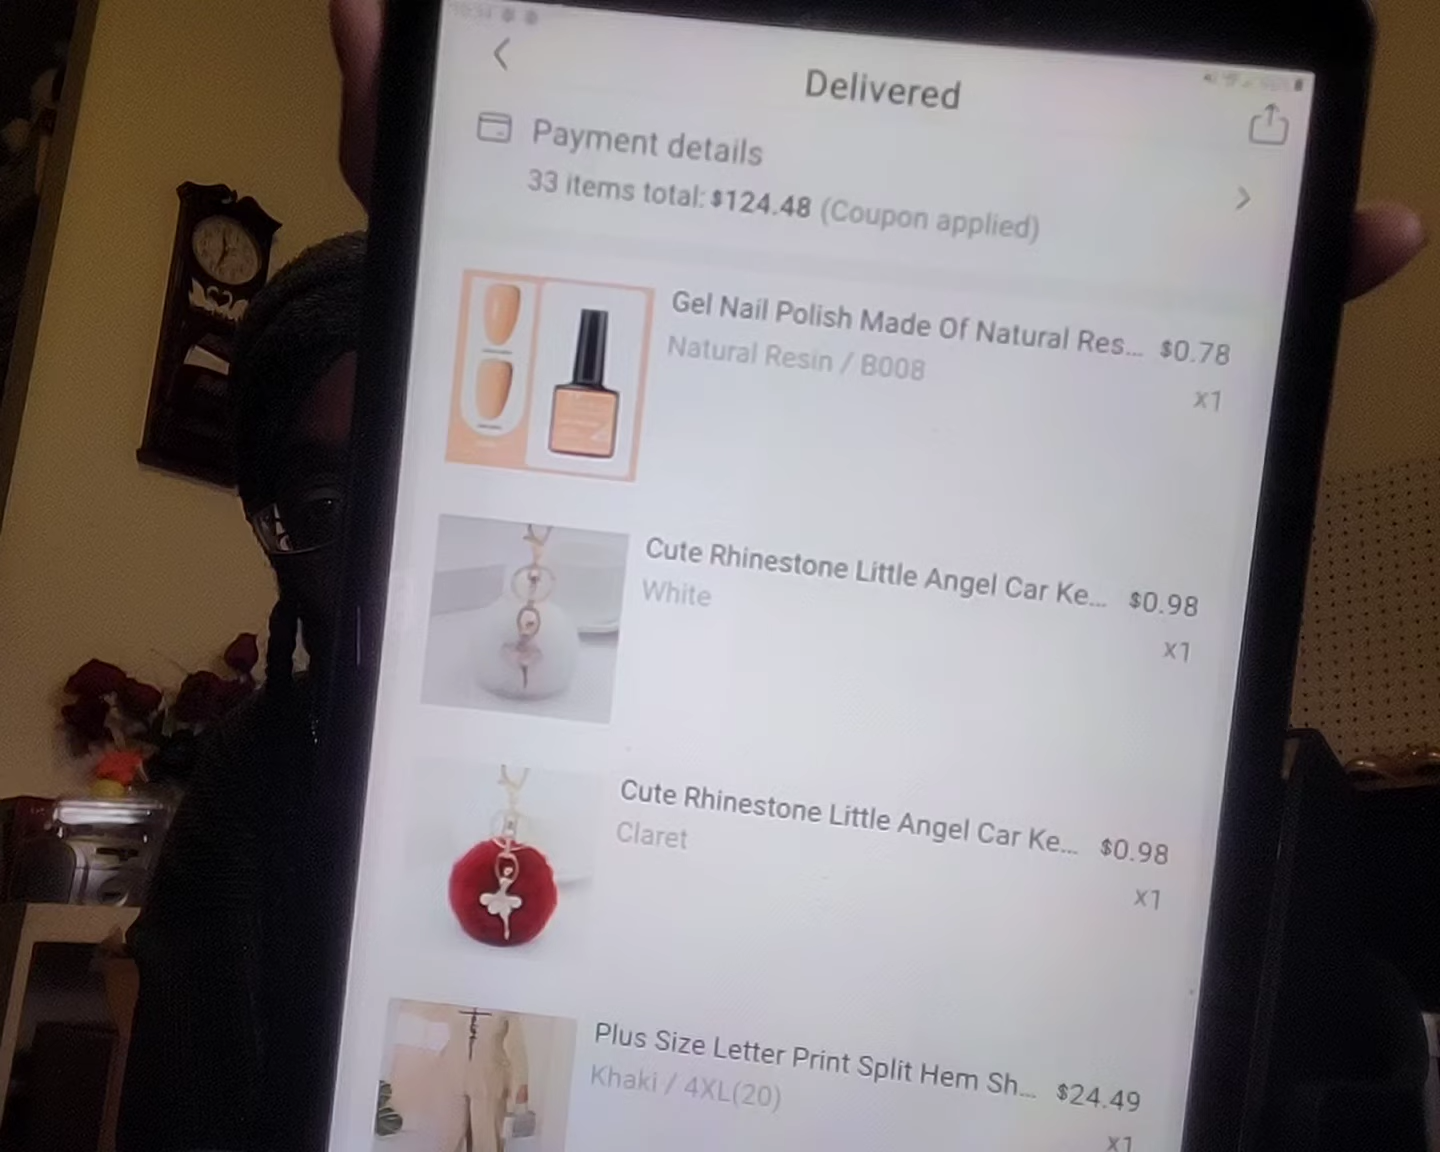 Delivered
Payment details
33 items total: $124.48 (Coupon applied)
Gel Nail Polish Made Of Natural Res... $0.78
Natural Resin / B008
x1
Cute Rhinestone Little Angel Car Ke... $0.98
White
x1
Cute Rhinestone Little Angel Car Ke... $0.98
Claret
x1
Plus Size Letter Print Split Hem Sh... $24.49
Khaki / 4XL(20)
x1